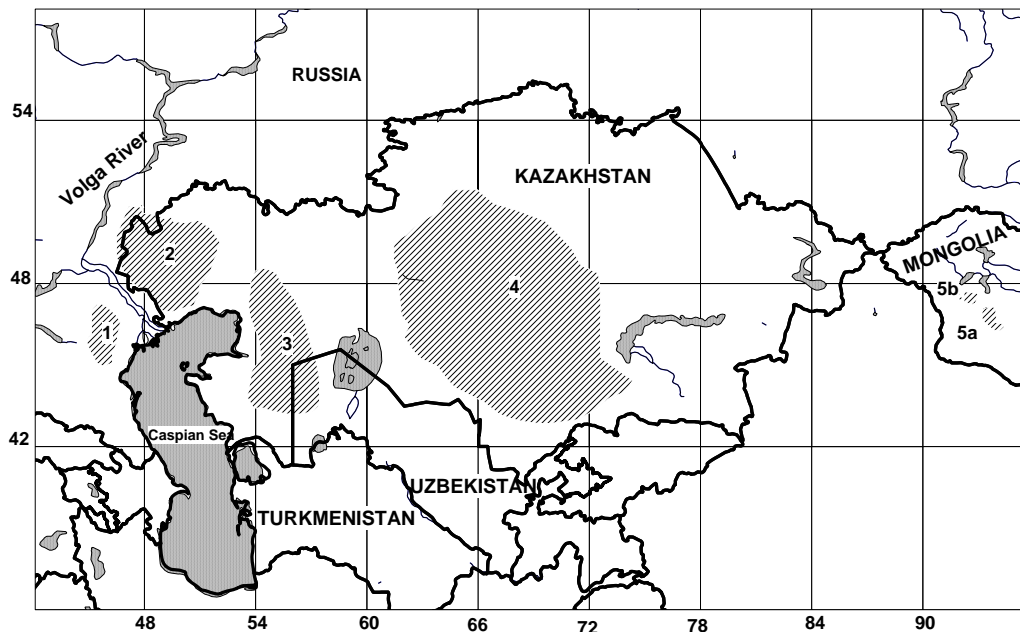 RUSSIA
54
Volga River
KAZAKHSTAN
2
MONGOLIA
48
4
5b
1
3
5a
42
Caspian Sea
UZBEKISTAN
TURKMENISTAN
48
54
60
66
72
78
84
90